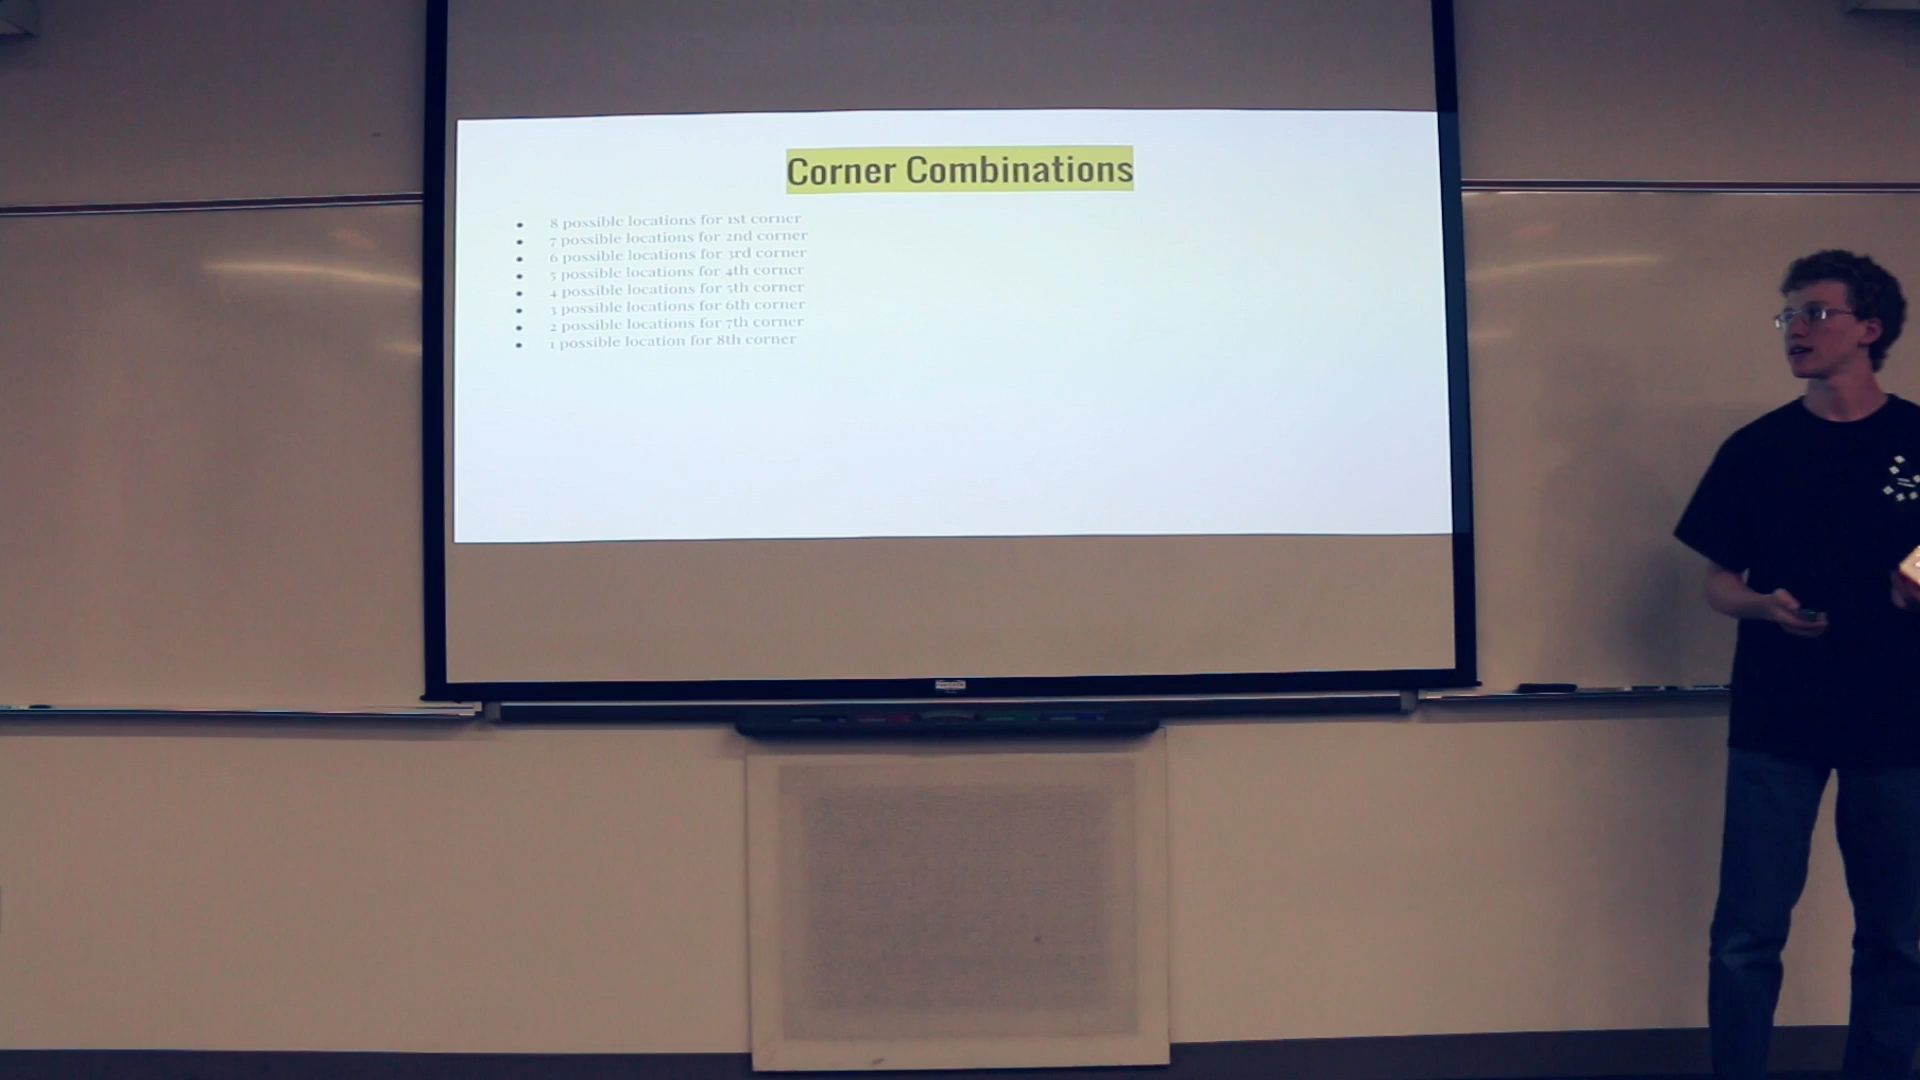 Corner Combinations
• 8 possible locations for 1st corner
• 7 possible locations for 2nd corner
• 6 possible locations for 3rd corner
• 5 possible locations for 4th corner
• 4 possible locations for 5th corner
• 3 possible locations for 6th corner
• 2 possible locations for 7th corner
• 1 possible location for 8th corner